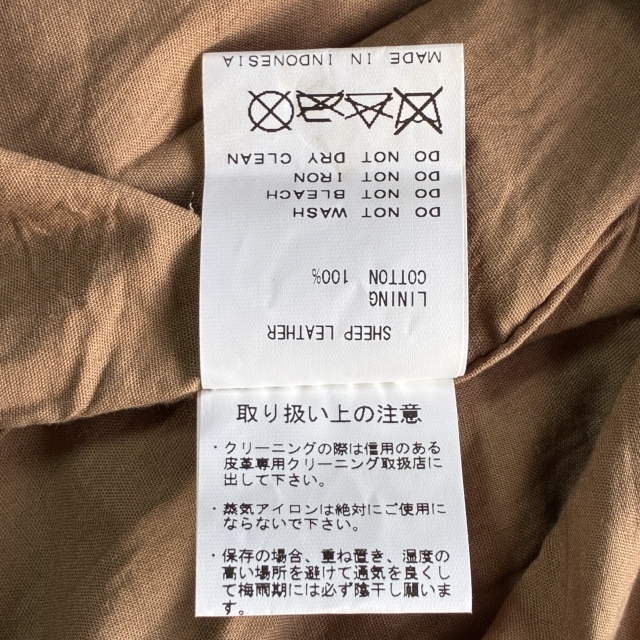 SHEEP LEATHER
LINING
COTTON 100%
DO NOT WASH
DO NOT BLEACH
DO NOT IRON
DO NOT DRY CLEAN
MADE IN INDONESIA
取り扱い上の注意
・クリーニングの際は信用のある
皮革専用クリーニング取扱店に
出して下さい。
・蒸気アイロンは絶対にご使用に
ならないで下さい。
・保存の場合、重ね置き、湿度の
高い場所を避けて通気を良くし
て梅雨期には必ず陰干し願いま
す。